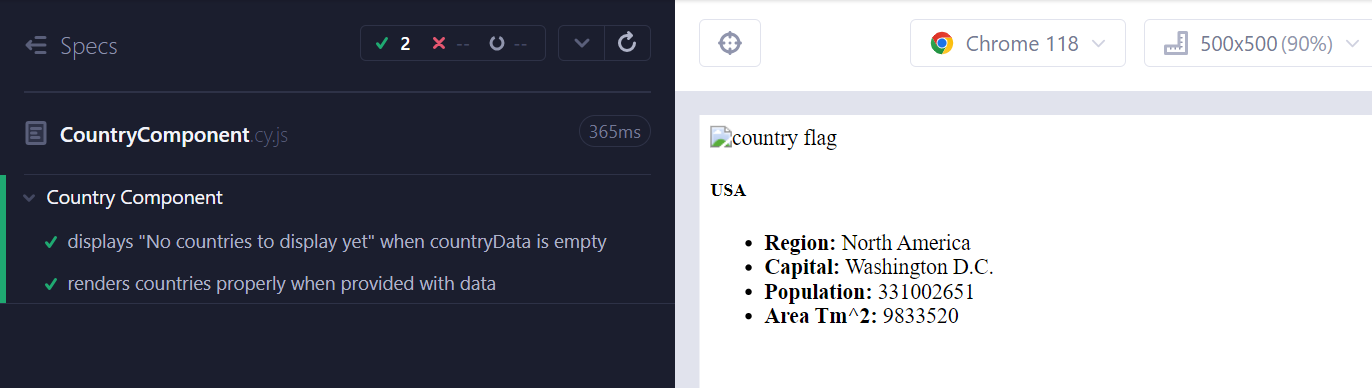 Specs
2 -- --
Chrome 118
500x500 (90%)
CountryComponent.cy.js
365ms
country flag
Country Component
USA
displays "No countries to display yet" when countryData is empty
renders countries properly when provided with data
Region: North America
Capital: Washington D.C.
Population: 331002651
Area Tm^2: 9833520